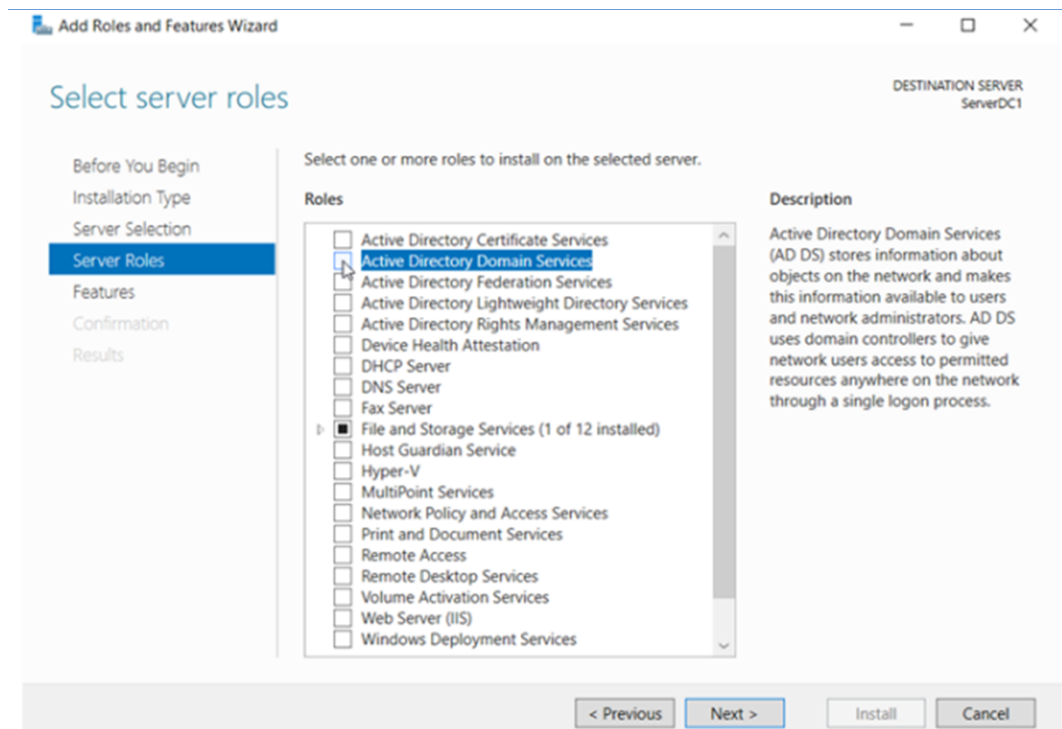 Add Roles and Features Wizard
Select server roles
DESTINATION SERVER
ServerDC1
Before You Begin
Installation Type
Server Selection
Server Roles
Features
Confirmation
Results
Select one or more roles to install on the selected server.
Roles
Active Directory Certificate Services
Active Directory Domain Services
Active Directory Federation Services
Active Directory Lightweight Directory Services
Active Directory Rights Management Services
Device Health Attestation
DHCP Server
DNS Server
Fax Server
File and Storage Services (1 of 12 installed)
Host Guardian Service
Hyper-V
MultiPoint Services
Network Policy and Access Services
Print and Document Services
Remote Access
Remote Desktop Services
Volume Activation Services
Web Server (IIS)
Windows Deployment Services
Description
Active Directory Domain Services
(AD DS) stores information about
objects on the network and makes
this information available to users
and network administrators. AD DS
uses domain controllers to give
network users access to permitted
resources anywhere on the network
through a single logon process.
< Previous
Next >
Install
Cancel